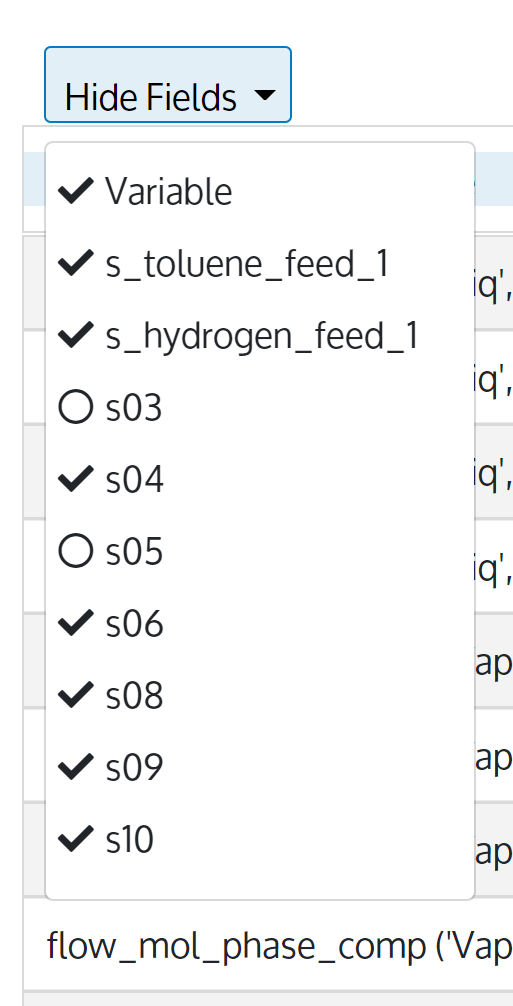 Hide Fields
Variable
s_toluene_feed_1
iq',
s_hydrogen_feed_1
iq',
s03
s04
iq',
s05
iq',
s06
ap
s08
ap
s09
s10
ap
flow_mol_phase_comp ('Vap